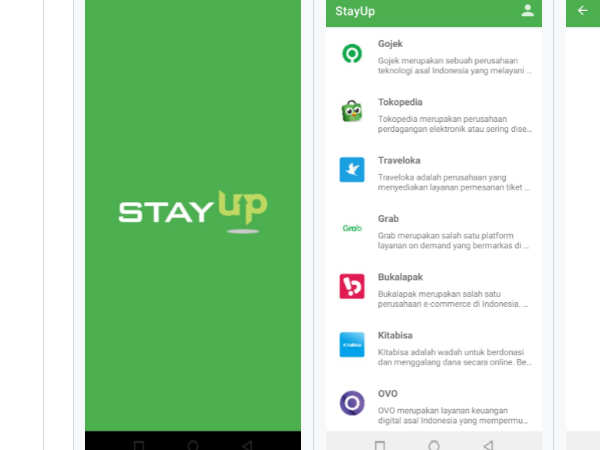 STAY UP
StayUp
Gojek
Gojek merupakan sebuah perusahaan
teknologi asal Indonesia yang melayani ...
Tokopedia
Tokopedia merupakan perusahaan
perdagangan elektronik atau sering dise...
Traveloka
Traveloka adalah perusahaan yang
menyediakan layanan pemesanan tiket ...
Grab
Grab
Grab merupakan salah satu platform
layanan on demand yang bermarkas di ...
Bukalapak
Bukalapak merupakan salah satu
perusahaan e-commerce di Indonesia. ...
Kitabisa
kitabisa
Kitabisa adalah wadah untuk berdonasi
dan menggalang dana secara online. Be...
OVO
OVO merupakan layanan keuangan
digital asal Indonesia yang mempermu...